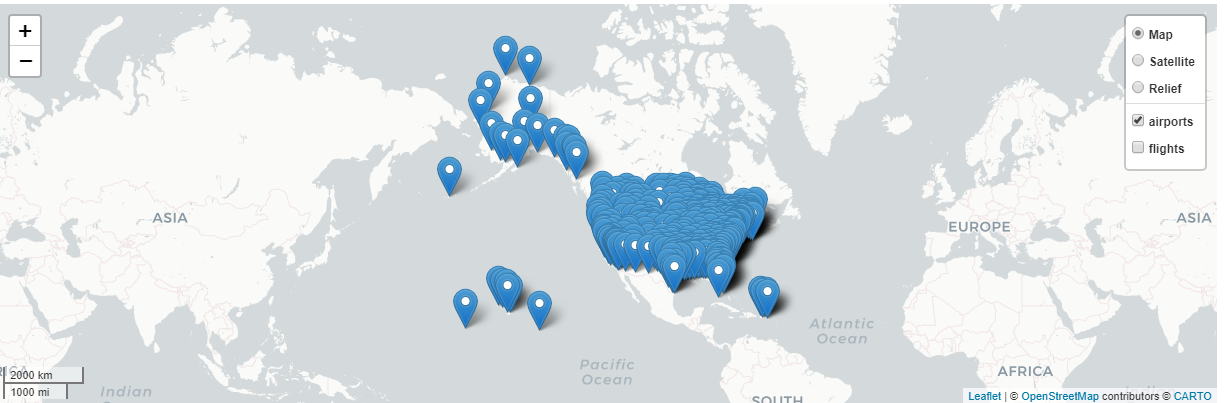 +
−
Map
Satellite
Relief
airports
flights
ASIA
EUROPE
ASIA
Atlantic
Ocean
Pacific
Ocean
AFRICA
2000 km
1000 mi
Indian
SOUTH
Leaflet | © OpenStreetMap contributors © CARTO